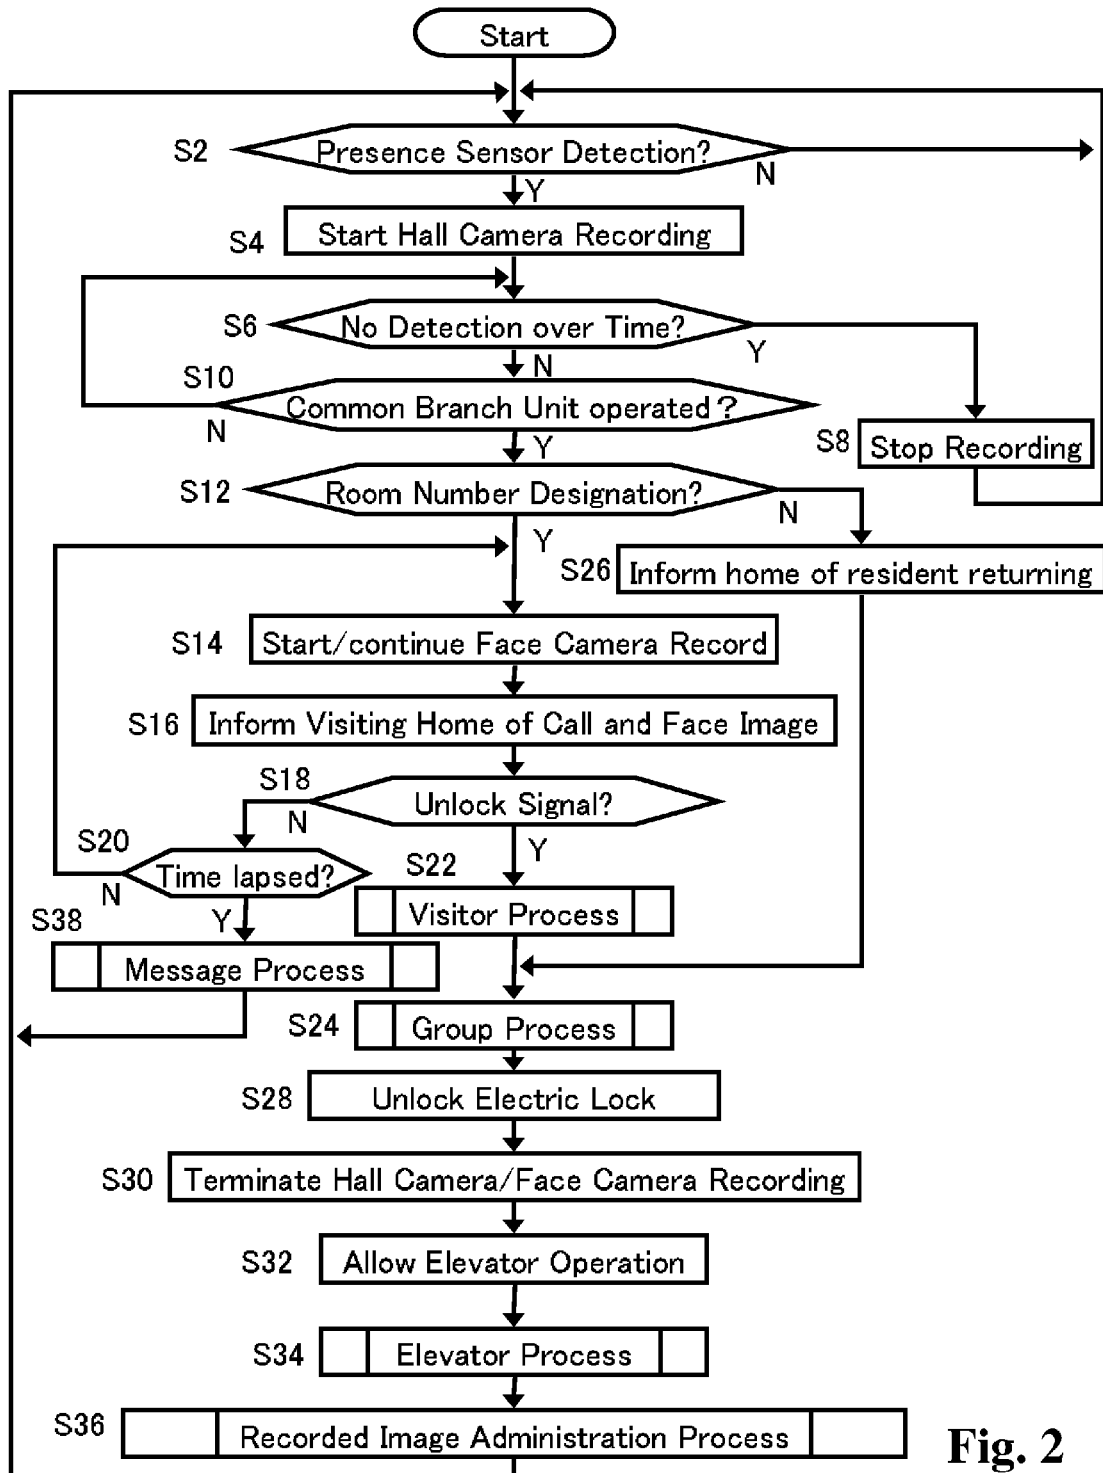 Start
S2
Presence Sensor Detection?
N
Y
S4
Start Hall Camera Recording
S6
No Detection over Time?
Y
N
S10
Common Branch Unit operated?
N
Y
S8
Stop Recording
S12
Room Number Designation?
N
Y
S26
Inform home of resident returning
S14
Start/continue Face Camera Record
S16
Inform Visiting Home of Call and Face Image
S18
Unlock Signal?
N
Y
S20
Time lapsed?
N
Y
S22
Visitor Process
S38
Message Process
S24
Group Process
S28
Unlock Electric Lock
S30
Terminate Hall Camera/Face Camera Recording
S32
Allow Elevator Operation
S34
Elevator Process
S36
Recorded Image Administration Process
Fig. 2